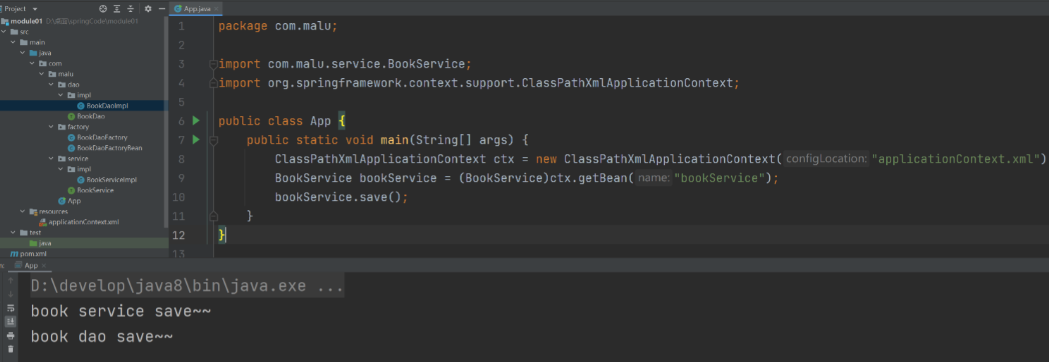 Project
App.java
module01 D:\桌面\springCode\module01
src
main
java
com
malu
dao
impl
BookDaoImpl
BookDao
factory
BookDaoFactory
BookDaoFactoryBean
service
impl
BookServiceImpl
BookService
App
resources
applicationContext.xml
test
java
pom.xml
1 package com.malu;
2
3 import com.malu.service.BookService;
4 import org.springframework.context.support.ClassPathXmlApplicationContext;
5
6 public class App {
7 public static void main(String[] args) {
8 ClassPathXmlApplicationContext ctx = new ClassPathXmlApplicationContext( configLocation: "applicationContext.xml")
9 BookService bookService = (BookService)ctx.getBean( name: "bookService");
10 bookService.save();
11 }
12 }
13
App
D:\develop\java8\bin\java.exe ...
book service save~~
book dao save~~